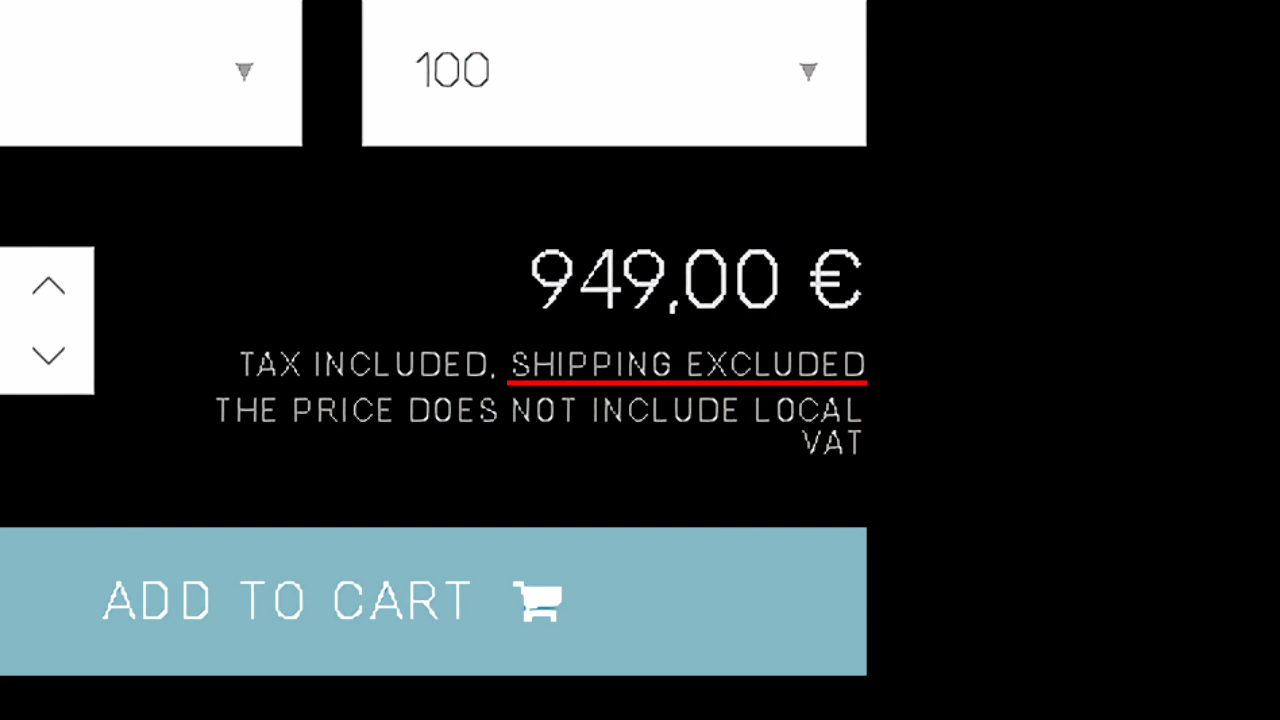 100
949,00 €
TAX INCLUDED, SHIPPING EXCLUDED
THE PRICE DOES NOT INCLUDE LOCAL
VAT
ADD TO CART